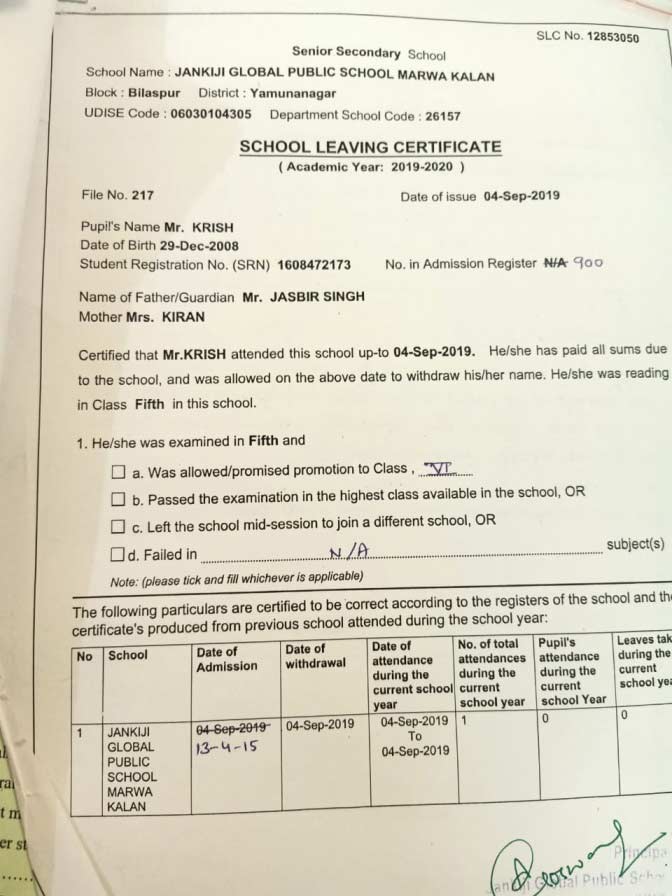 SLC No. 12853050
Senior Secondary School
School Name : JANKIJI GLOBAL PUBLIC SCHOOL MARWA KALAN
Block : Bilaspur District : Yamunanagar
UDISE Code : 06030104305 Department School Code : 26157
SCHOOL LEAVING CERTIFICATE
( Academic Year: 2019-2020 )
File No. 217 Date of issue 04-Sep-2019
Pupil's Name Mr. KRISH
Date of Birth 29-Dec-2008
Student Registration No. (SRN) 1608472173 No. in Admission Register N/A 900
Name of Father/Guardian Mr. JASBIR SINGH
Mother Mrs. KIRAN
Certified that Mr.KRISH attended this school up-to 04-Sep-2019. He/she has paid all sums due
to the school, and was allowed on the above date to withdraw his/her name. He/she was reading
in Class Fifth in this school.
1. He/she was examined in Fifth and
a. Was allowed/promised promotion to Class , VI
b. Passed the examination in the highest class available in the school, OR
c. Left the school mid-session to join a different school, OR
d. Failed in N/A subject(s)
Note: (please tick and fill whichever is applicable)
The following particulars are certified to be correct according to the registers of the school and the
certificate's produced from previous school attended during the school year:
No
School
Date of
Admission
Date of
withdrawal
Date of
attendance
during the
current school
year
No. of total
attendances
during the
current
school year
Pupil's
attendance
during the
current
school Year
Leaves tak
during the
current
school yea
1
JANKIJI
GLOBAL
PUBLIC
SCHOOL
MARWA
KALAN
04-Sep-2019
13-4-15
04-Sep-2019
04-Sep-2019
To
04-Sep-2019
1
0
0
Principa
Public Scho